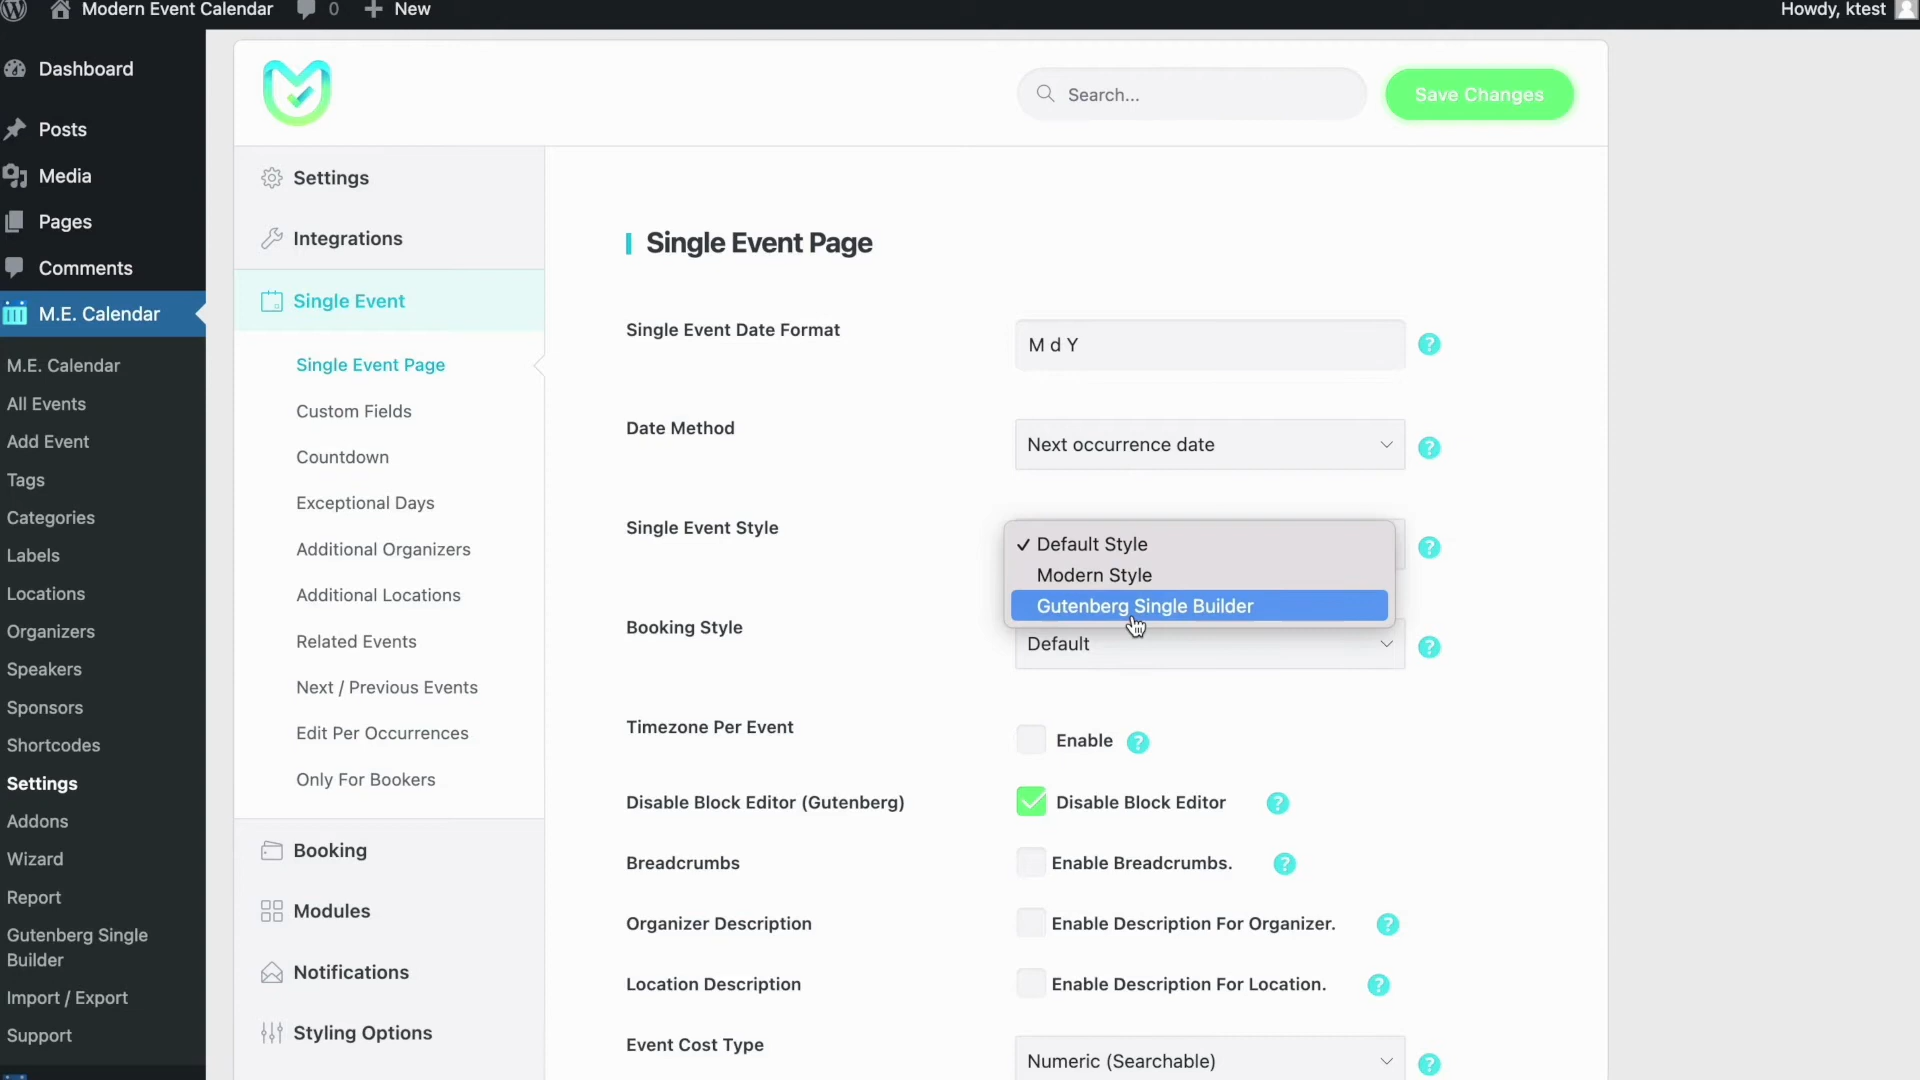 Modern Event Calendar
0
New
Howdy, ktest
Dashboard
Posts
Media
Pages
Comments
M.E. Calendar
M.E. Calendar
All Events
Add Event
Tags
Categories
Labels
Locations
Organizers
Speakers
Sponsors
Shortcodes
Settings
Addons
Wizard
Report
Gutenberg Single
Builder
Import / Export
Support
Search...
Save Changes
Settings
Integrations
Single Event
Single Event Page
Custom Fields
Countdown
Exceptional Days
Additional Organizers
Additional Locations
Related Events
Next / Previous Events
Edit Per Occurrences
Only For Bookers
Booking
Modules
Notifications
Styling Options
Single Event Page
Single Event Date Format
M d Y
?
Date Method
Next occurrence date
?
Single Event Style
Default Style
Modern Style
Gutenberg Single Builder
?
Booking Style
Default
?
Timezone Per Event
Enable
?
Disable Block Editor (Gutenberg)
Disable Block Editor
?
Breadcrumbs
Enable Breadcrumbs.
?
Organizer Description
Enable Description For Organizer.
?
Location Description
Enable Description For Location.
?
Event Cost Type
Numeric (Searchable)
?